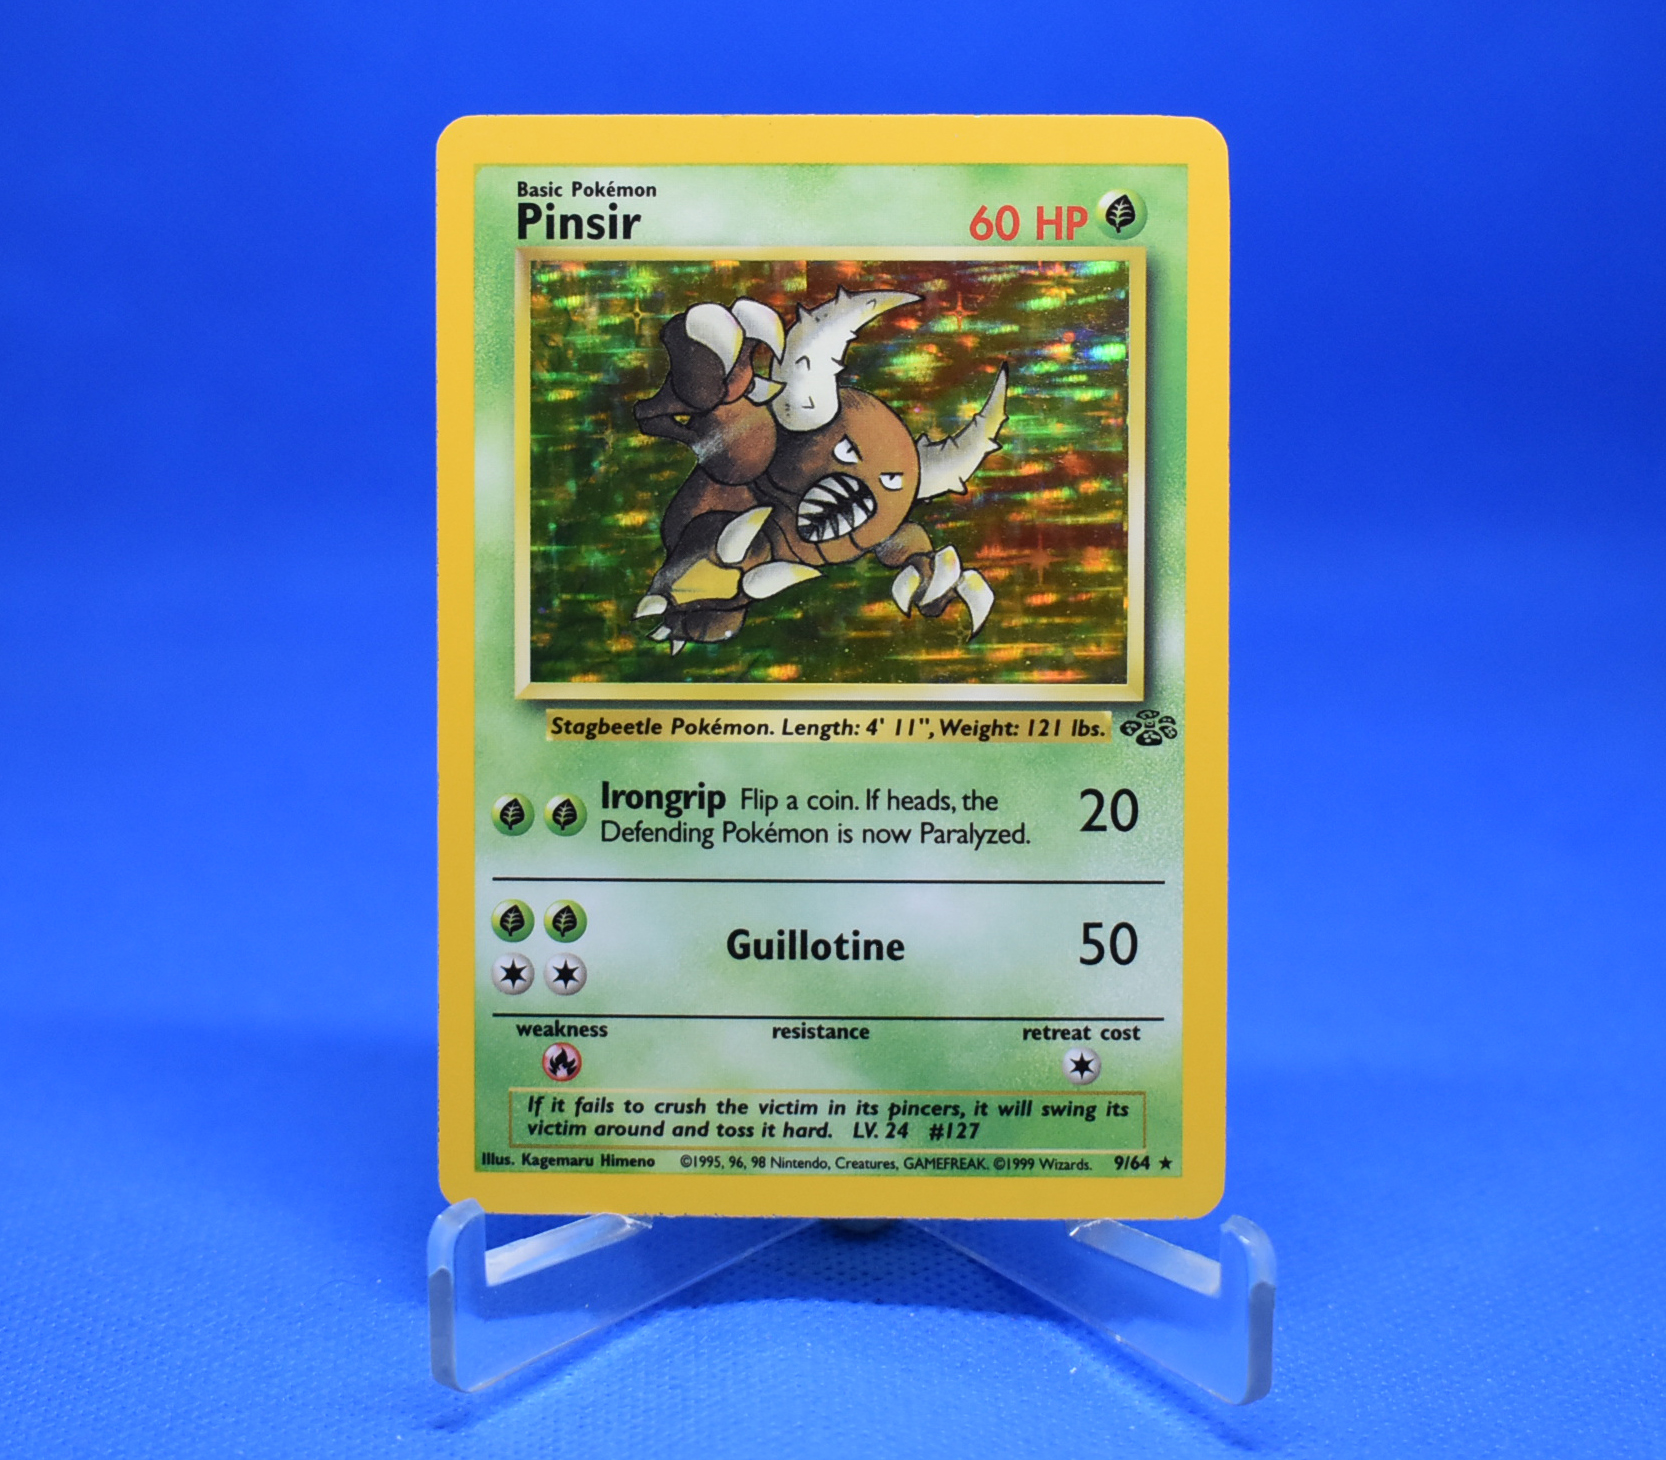 Basic Pokémon
Pinsir
60 HP
Stagbeetle Pokémon. Length: 4' 11", Weight: 121 lbs.
Irongrip Flip a coin. If heads, the
Defending Pokémon is now Paralyzed.
20
Guillotine
50
weakness resistance retreat cost
If it fails to crush the victim in its pincers, it will swing its
victim around and toss it hard. LV. 24 #127
Illus. Kagemaru Himeno ©1995, 96, 98 Nintendo, Creatures, GAMEFREAK. ©1999 Wizards. 9/64 ★